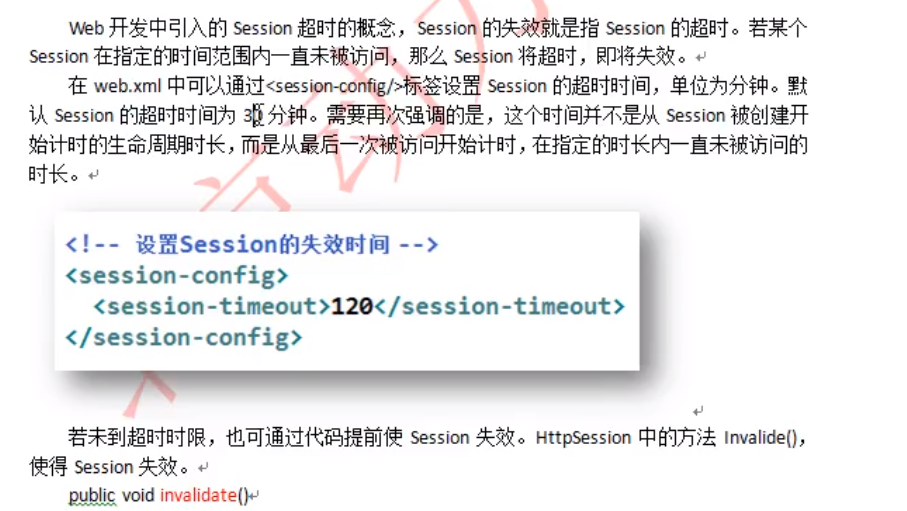 Web 开发中引入的 Session 超时的概念，Session 的失效就是指 Session 的超时。若某个
Session 在指定的时间范围内一直未被访问，那么 Session 将超时，即将失效。
在 web.xml 中可以通过<session-config/>标签设置 Session 的超时时间，单位为分钟。默
认 Session 的超时时间为 30 分钟。需要再次强调的是，这个时间并不是从 Session 被创建开
始计时的生命周期时长，而是从最后一次被访问开始计时，在指定的时长内一直未被访问的
时长。
<!-- 设置Session的失效时间 -->
<session-config>
<session-timeout>120</session-timeout>
</session-config>
若未到超时时限，也可通过代码提前使 Session 失效。HttpSession 中的方法 Invalide()，
使得 Session 失效。
public void invalidate()